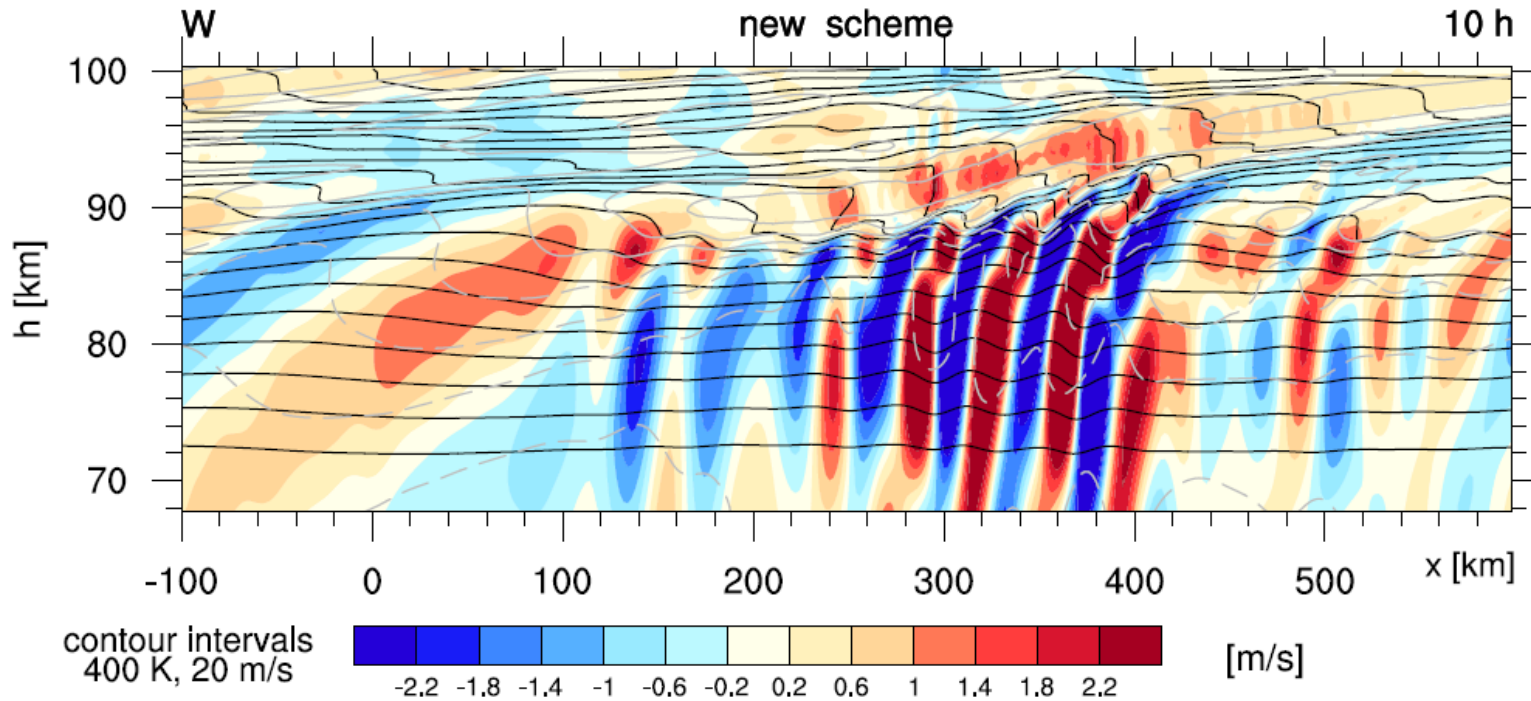 W new scheme 10 h
100
90
80
70
h [km]
-100 0 100 200 300 400 500 x [km]
contour intervals
400 K, 20 m/s
[m/s]
-2.2 -1.8 -1.4 -1 -0.6 -0.2 0.2 0.6 1 1.4 1.8 2.2